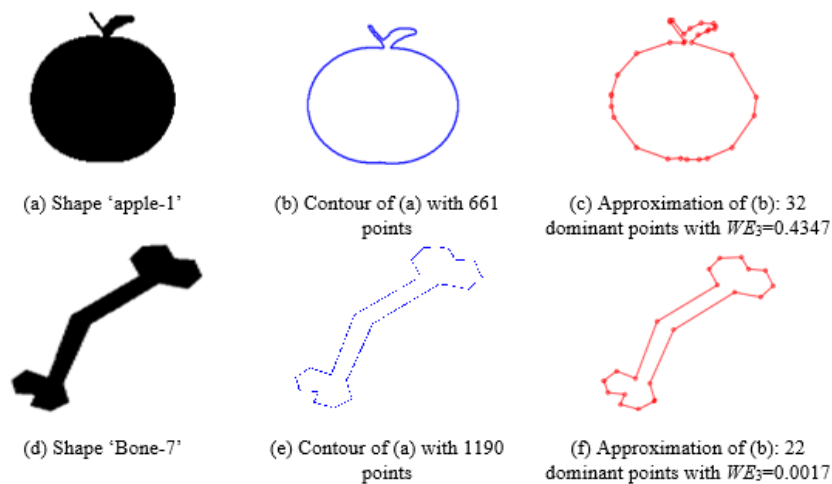 (a) Shape ‘apple-1’
(b) Contour of (a) with 661
points
(c) Approximation of (b): 32
dominant points with WE3=0.4347
(d) Shape ‘Bone-7’
(e) Contour of (a) with 1190
points
(f) Approximation of (b): 22
dominant points with WE3=0.0017